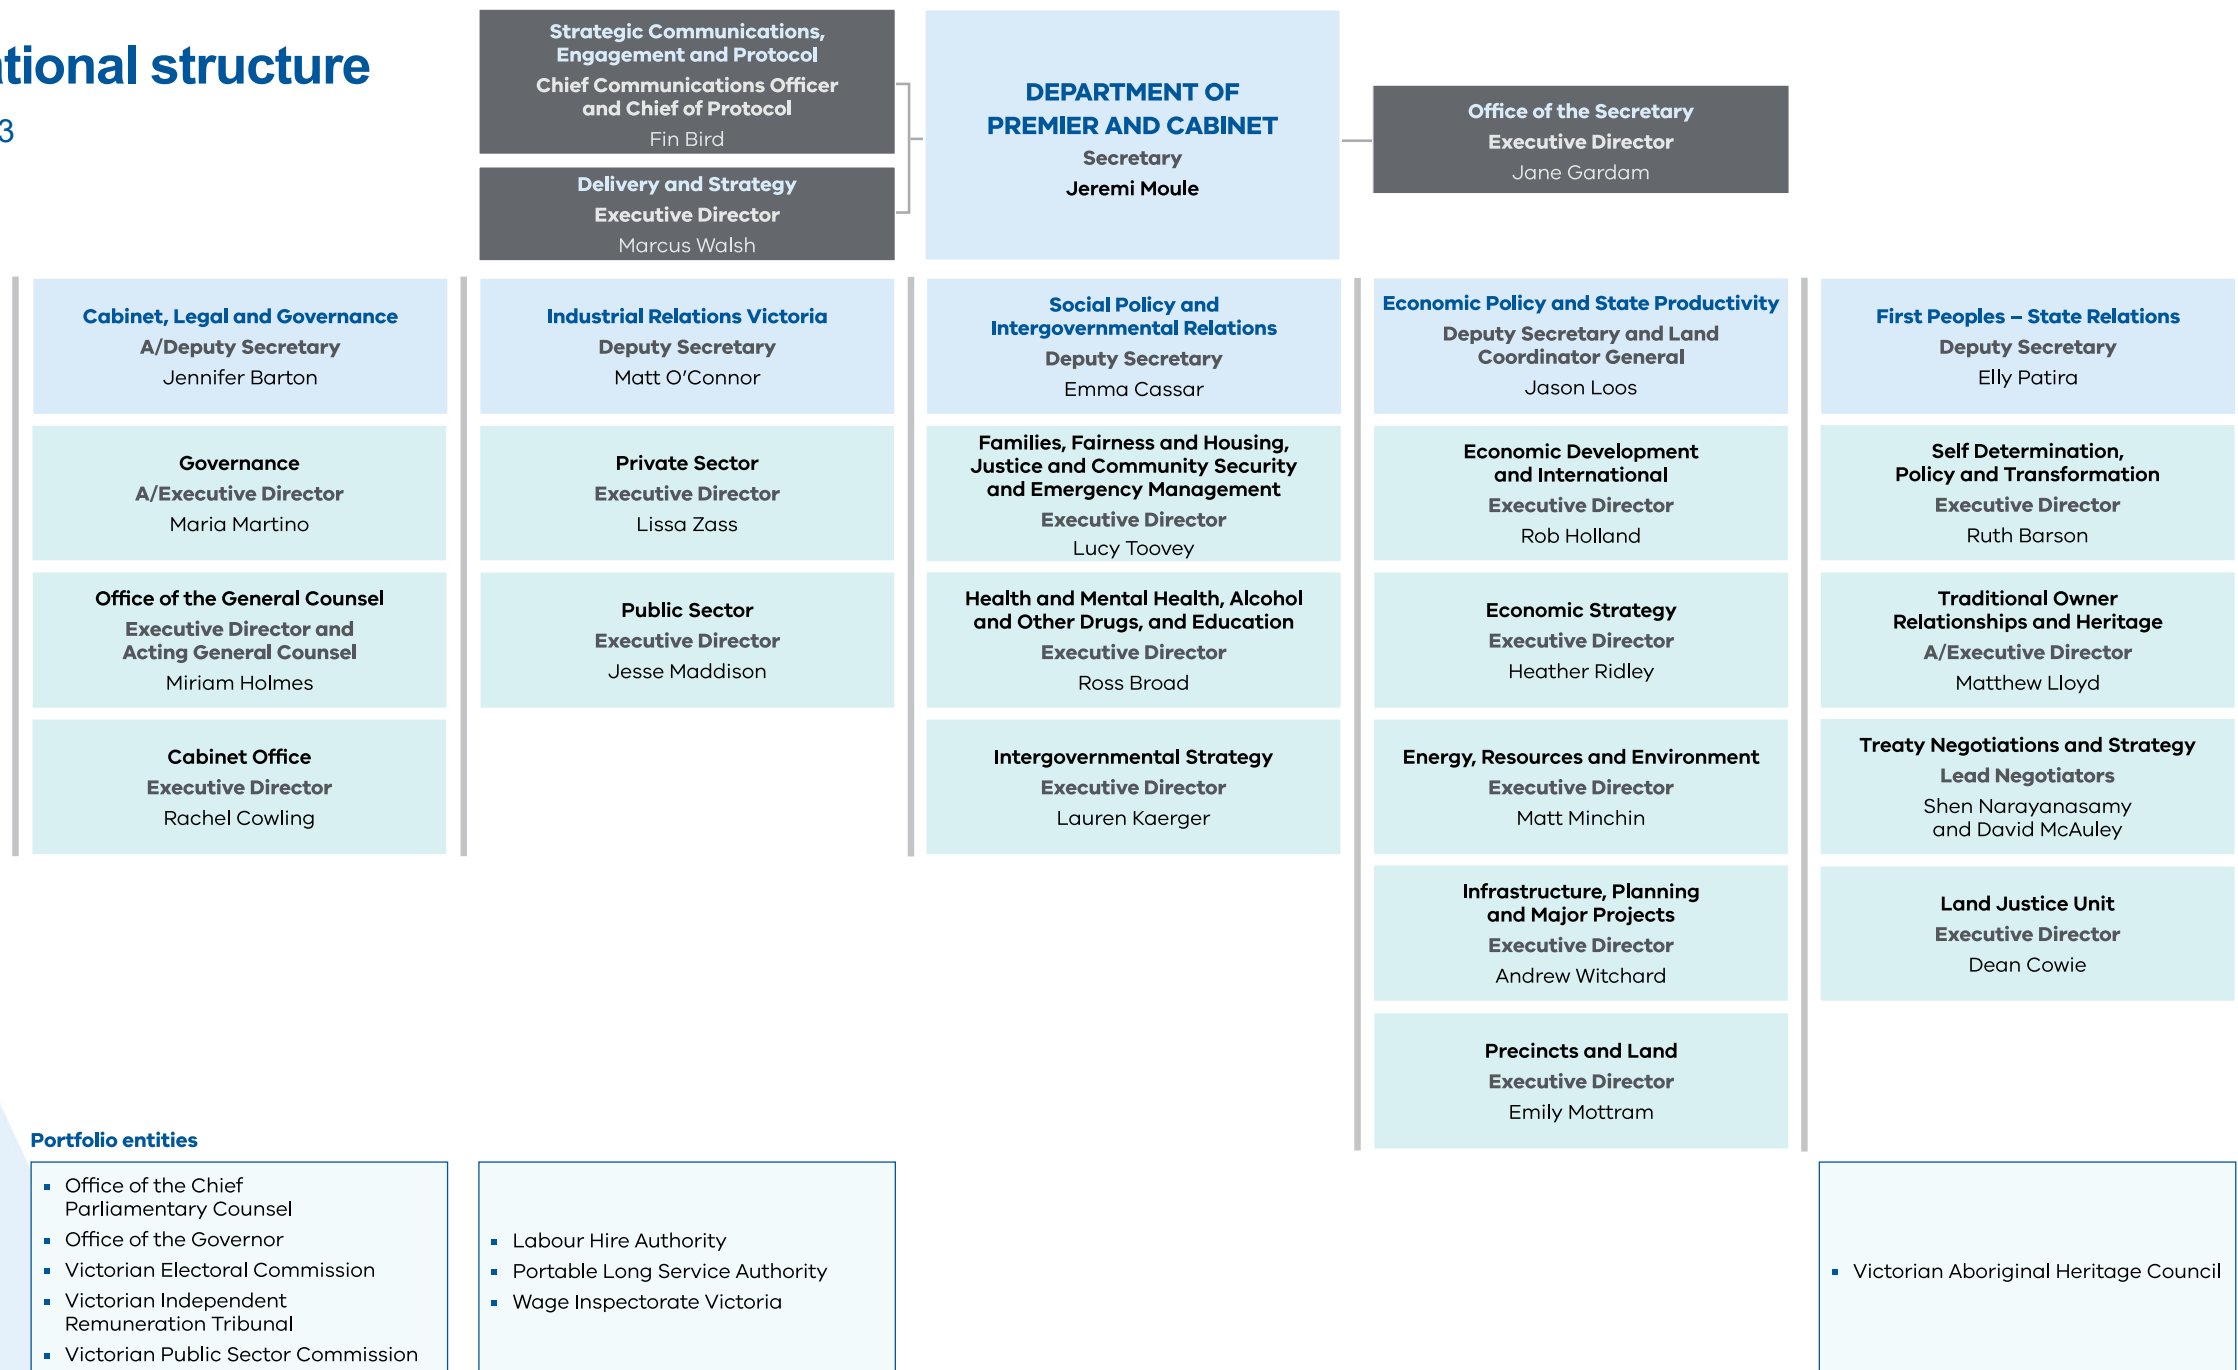 ational structure
3
Strategic Communications,
Engagement and Protocol
Chief Communications Officer
and Chief of Protocol
Fin Bird
Delivery and Strategy
Executive Director
Marcus Walsh
DEPARTMENT OF
PREMIER AND CABINET
Secretary
Jeremi Moule
Office of the Secretary
Executive Director
Jane Gardam
Cabinet, Legal and Governance
A/Deputy Secretary
Jennifer Barton
Governance
A/Executive Director
Maria Martino
Office of the General Counsel
Executive Director and
Acting General Counsel
Miriam Holmes
Cabinet Office
Executive Director
Rachel Cowling
Industrial Relations Victoria
Deputy Secretary
Matt O’Connor
Private Sector
Executive Director
Lissa Zass
Public Sector
Executive Director
Jesse Maddison
Social Policy and
Intergovernmental Relations
Deputy Secretary
Emma Cassar
Families, Fairness and Housing,
Justice and Community Security
and Emergency Management
Executive Director
Lucy Toovey
Health and Mental Health, Alcohol
and Other Drugs, and Education
Executive Director
Ross Broad
Intergovernmental Strategy
Executive Director
Lauren Kaerger
Economic Policy and State Productivity
Deputy Secretary and Land
Coordinator General
Jason Loos
Economic Development
and International
Executive Director
Rob Holland
Economic Strategy
Executive Director
Heather Ridley
Energy, Resources and Environment
Executive Director
Matt Minchin
Infrastructure, Planning
and Major Projects
Executive Director
Andrew Witchard
Precincts and Land
Executive Director
Emily Mottram
First Peoples – State Relations
Deputy Secretary
Elly Patira
Self Determination,
Policy and Transformation
Executive Director
Ruth Barson
Traditional Owner
Relationships and Heritage
A/Executive Director
Matthew Lloyd
Treaty Negotiations and Strategy
Lead Negotiators
Shen Narayanasamy
and David McAuley
Land Justice Unit
Executive Director
Dean Cowie
Portfolio entities
▪ Office of the Chief
Parliamentary Counsel
▪ Office of the Governor
▪ Victorian Electoral Commission
▪ Victorian Independent
Remuneration Tribunal
▪ Victorian Public Sector Commission
▪ Labour Hire Authority
▪ Portable Long Service Authority
▪ Wage Inspectorate Victoria
▪ Victorian Aboriginal Heritage Council